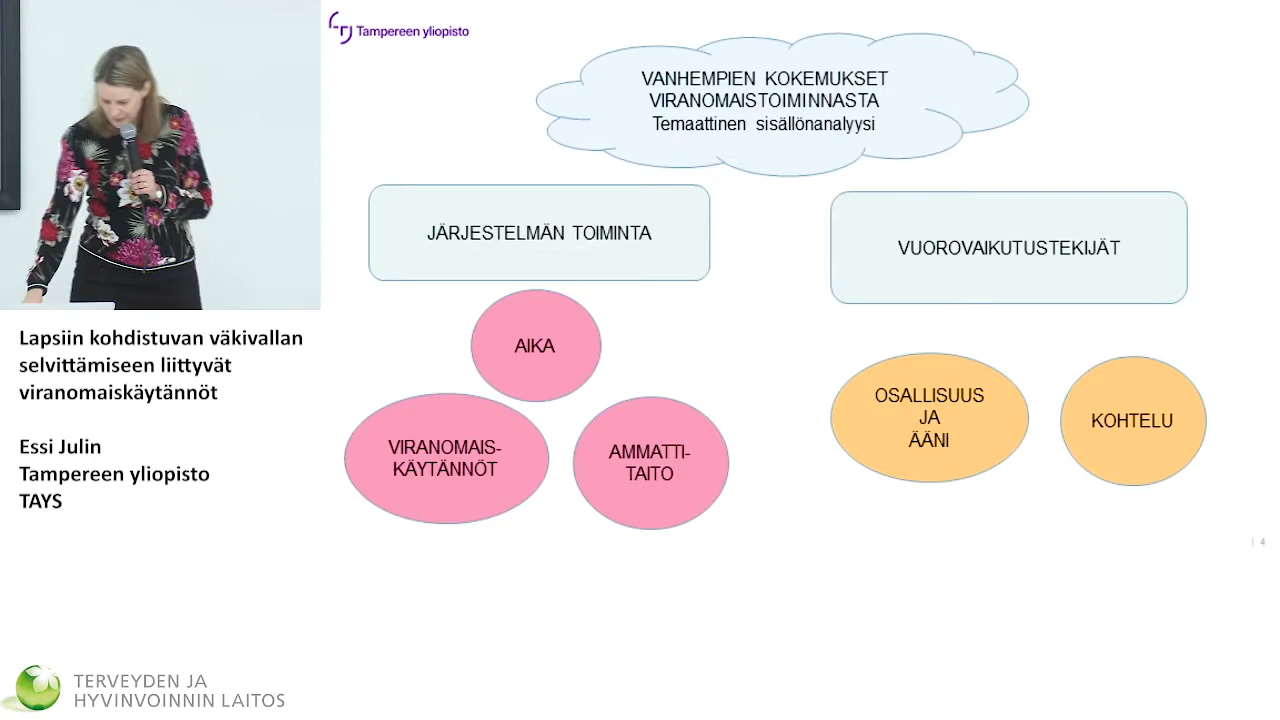 Tampereen yliopisto
VANHEMPIEN KOKEMUKSET
VIRANOMAISTOIMINNASTA
Temaattinen sisällönanalyysi
JÄRJESTELMÄN TOIMINTA
VUOROVAIKUTUSTEKIJÄT
AIKA
VIRANOMAIS-
KÄYTÄNNÖT
AMMATTI-
TAITO
OSALLISUUS
JA
ÄÄNI
KOHTELU
| 4
Lapsiin kohdistuvan väkivallan
selvittämiseen liittyvät
viranomaiskäytännöt
Essi Julin
Tampereen yliopisto
TAYS
TERVEYDEN JA
HYVINVOINNIN LAITOS